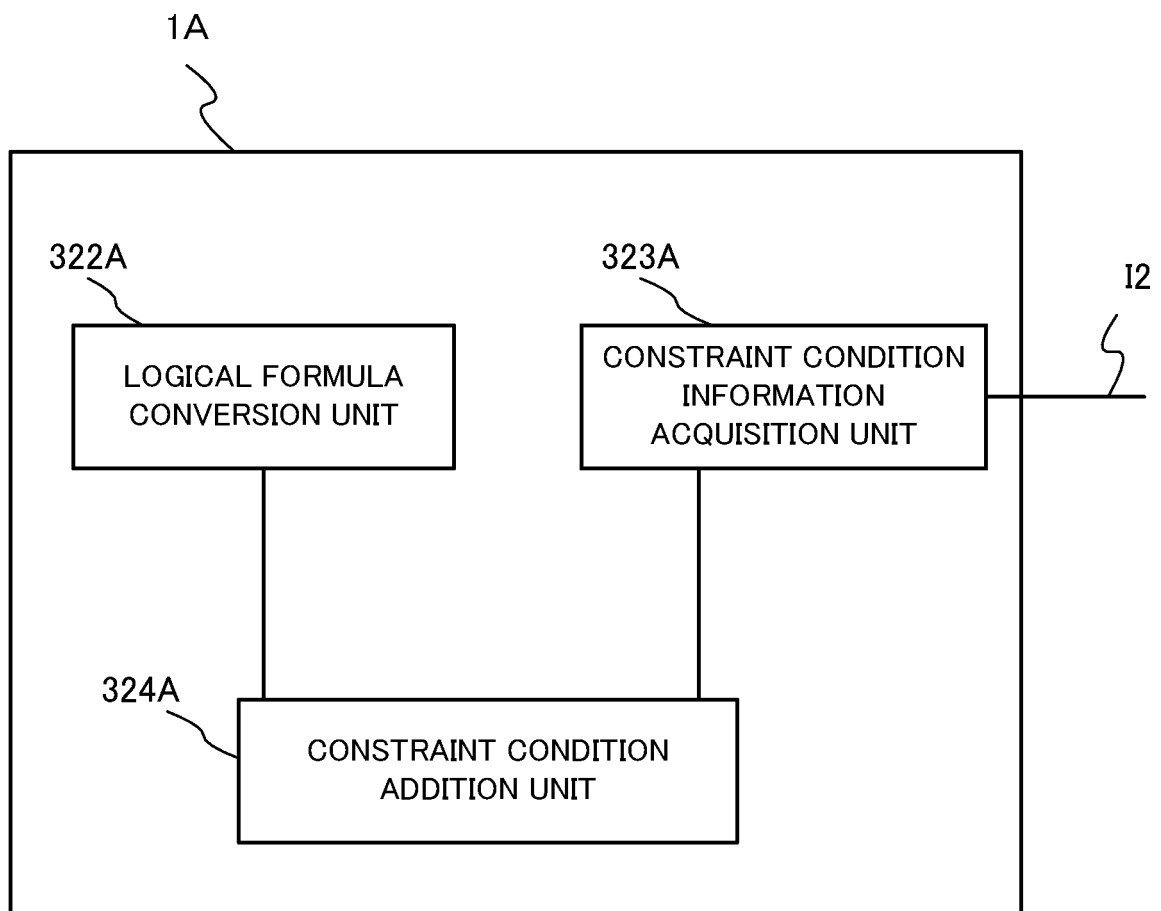 1A
322A
323A
I2
LOGICAL FORMULA
CONVERSION UNIT
CONSTRAINT CONDITION
INFORMATION
ACQUISITION UNIT
324A
CONSTRAINT CONDITION
ADDITION UNIT